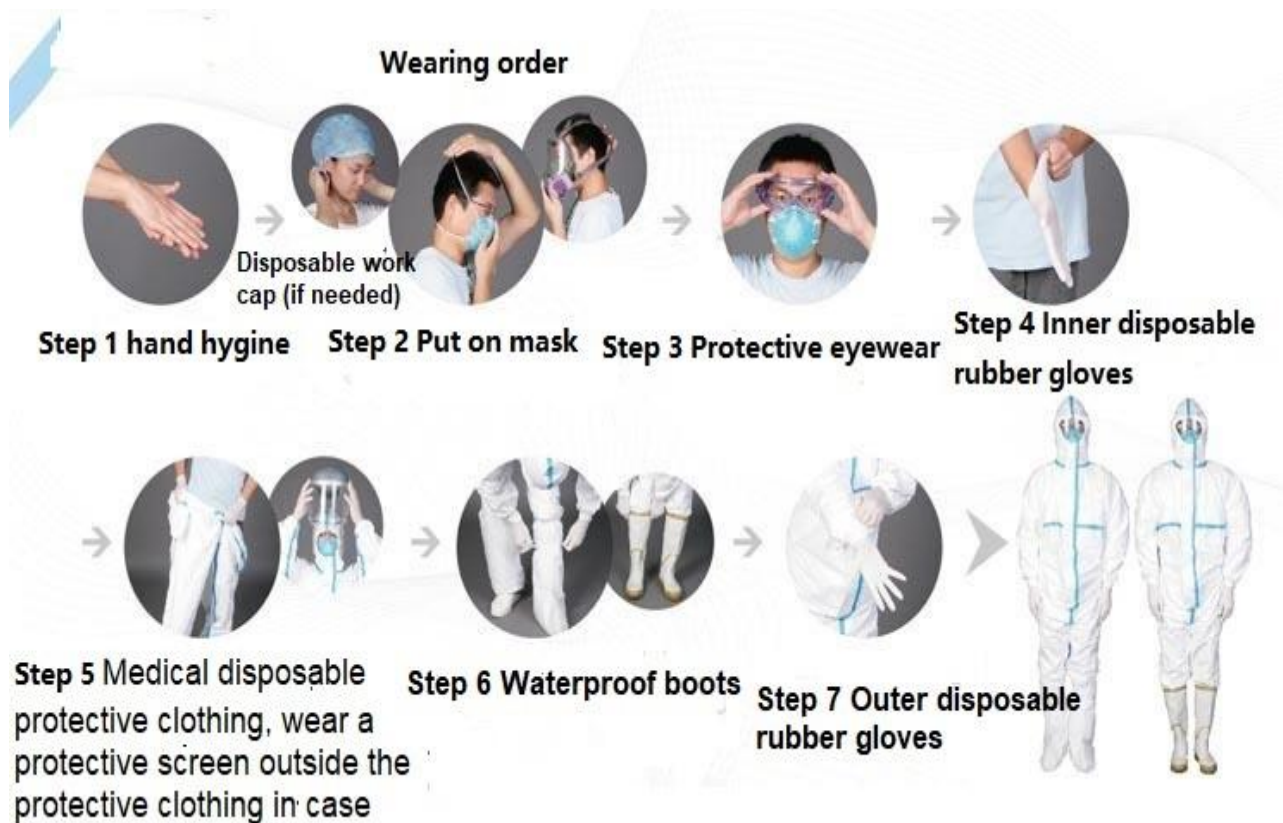 Wearing order
Disposable work
cap (if needed)
Step 1 hand hygine
Step 2 Put on mask
Step 3 Protective eyewear
Step 4 Inner disposable
rubber gloves
Step 5 Medical disposable
protective clothing, wear a
protective screen outside the
protective clothing in case
Step 6 Waterproof boots
Step 7 Outer disposable
rubber gloves